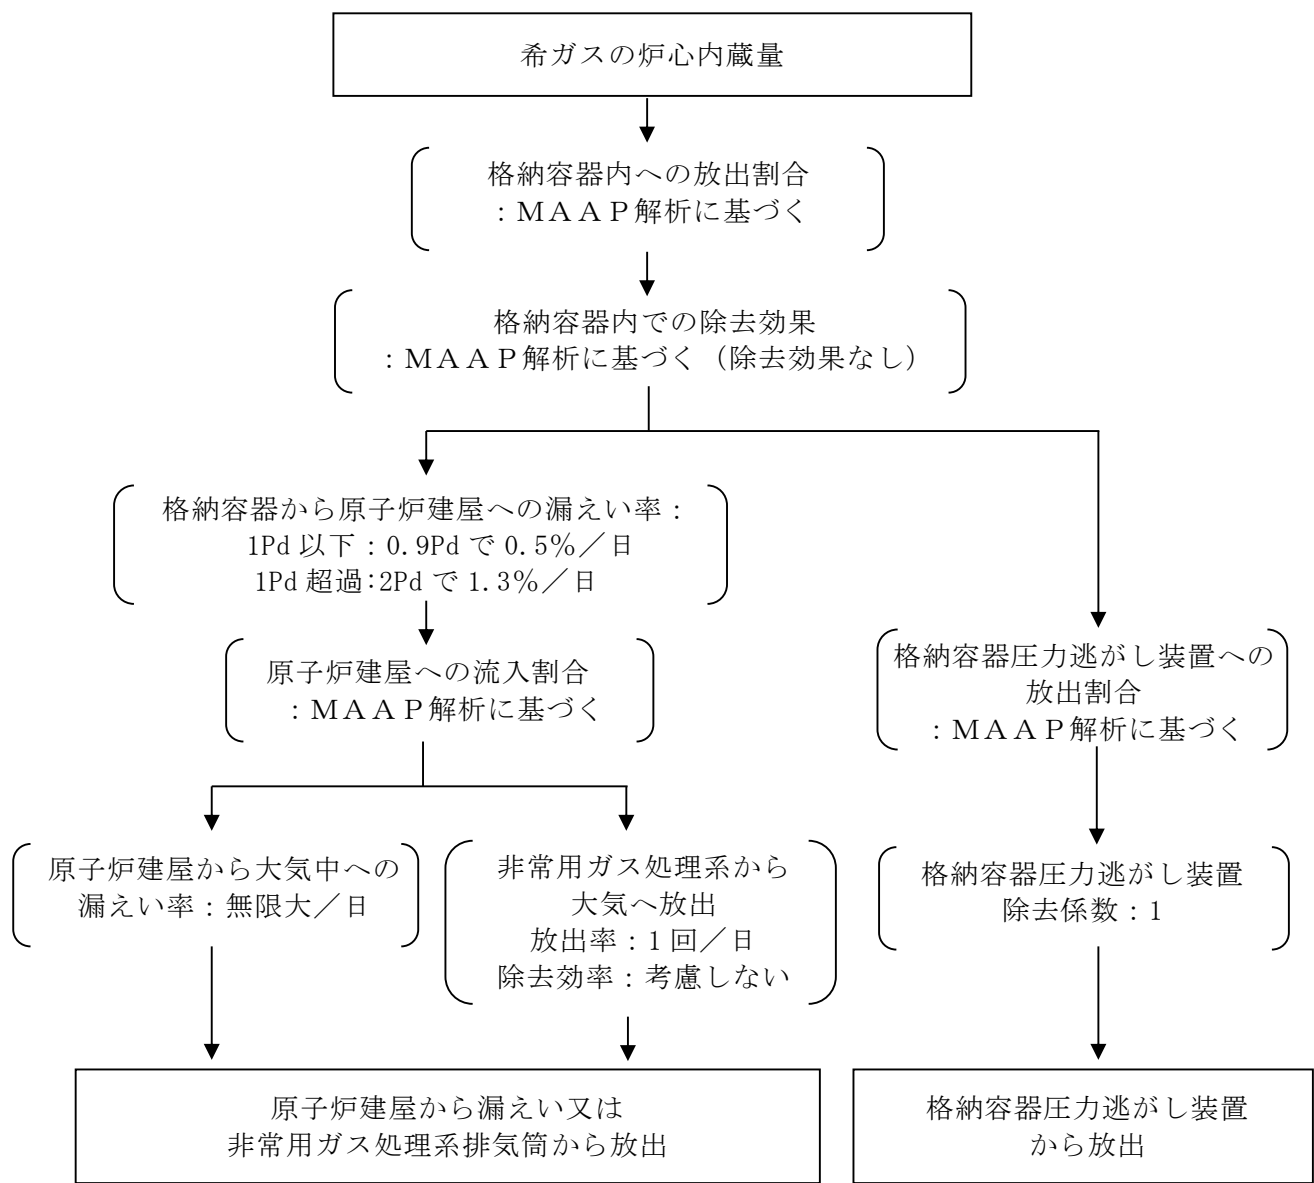 希ガスの炉心内蔵量
格納容器内への放出割合
：ＭＡＡＰ解析に基づく
格納容器内での除去効果
：ＭＡＡＰ解析に基づく（除去効果なし）
格納容器から原子炉建屋への漏えい率：
1Pd 以下：0.9Pd で 0.5%／日
1Pd 超過:2Pd で 1.3%／日
原子炉建屋への流入割合
：ＭＡＡＰ解析に基づく
格納容器圧力逃がし装置への
放出割合
：ＭＡＡＰ解析に基づく
原子炉建屋から大気中への
漏えい率：無限大／日
非常用ガス処理系から
大気へ放出
放出率：1 回／日
除去効率：考慮しない
格納容器圧力逃がし装置
除去係数：1
原子炉建屋から漏えい又は
非常用ガス処理系排気筒から放出
格納容器圧力逃がし装置
から放出